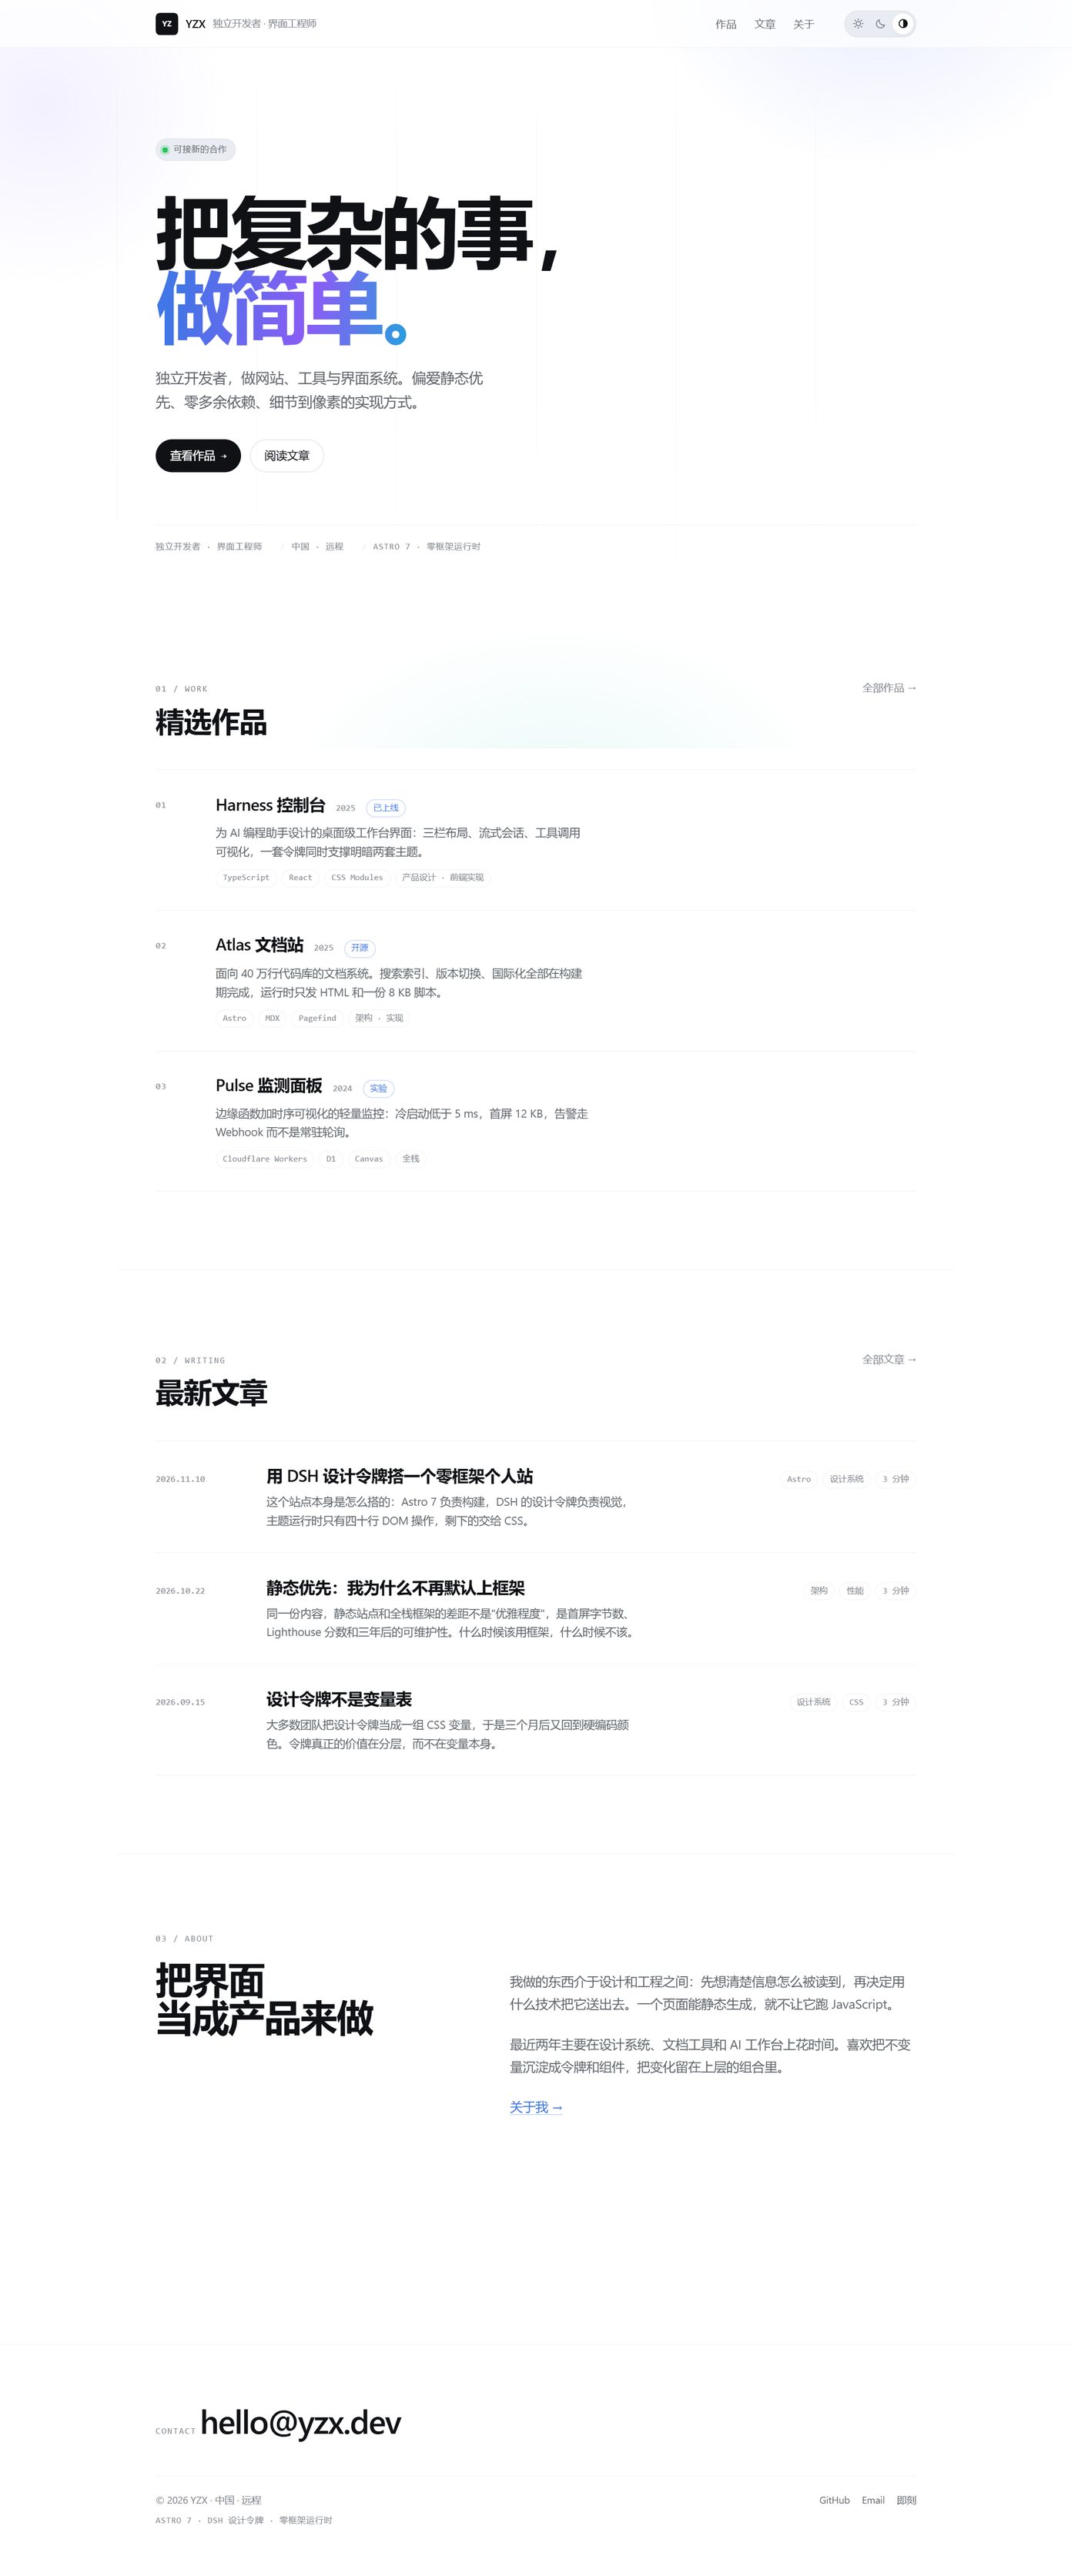 YZ YZX 独立开发者 · 界面工程师 作品 文章 关于
可接新的合作
把复杂的事，
做简单。
独立开发者，做网站、工具与界面系统。偏爱静态优
先、零多余依赖、细节到像素的实现方式。
查看作品 → 阅读文章
独立开发者 · 界面工程师 / 中国 · 远程 / ASTRO 7 · 零框架运行时
01 / WORK
全部作品 →
精选作品
01 Harness 控制台 2025 已上线
为 AI 编程助手设计的桌面级工作台界面：三栏布局、流式会话、工具调用
可视化，一套令牌同时支撑明暗两套主题。
TypeScript React CSS Modules 产品设计 · 前端实现
02 Atlas 文档站 2025 开源
面向 40 万行代码库的文档系统。搜索索引、版本切换、国际化全部在构建
期完成，运行时只发 HTML 和一份 8 KB 脚本。
Astro MDX Pagefind 架构 · 实现
03 Pulse 监测面板 2024 实验
边缘函数加时序可视化的轻量监控：冷启动低于 5 ms，首屏 12 KB，告警走
Webhook 而不是常驻轮询。
Cloudflare Workers D1 Canvas 全栈
02 / WRITING
全部文章 →
最新文章
2026.11.10 用 DSH 设计令牌搭一个零框架个人站 Astro 设计系统 3 分钟
这个站点本身是怎么搭的：Astro 7 负责构建，DSH 的设计令牌负责视觉，
主题运行时只有四十行 DOM 操作，剩下的交给 CSS。
2026.10.22 静态优先：我为什么不再默认上框架 架构 性能 3 分钟
同一份内容，静态站点和全栈框架的差距不是"优雅程度"，是首屏字节数、
Lighthouse 分数和三年后的可维护性。什么时候该用框架，什么时候不该。
2026.09.15 设计令牌不是变量表 设计系统 CSS 3 分钟
大多数团队把设计令牌当成一组 CSS 变量，于是三个月后又回到硬编码颜
色。令牌真正的价值在分层，而不在变量本身。
03 / ABOUT
把界面
当成产品来做
我做的东西介于设计和工程之间：先想清楚信息怎么被读到，再决定用
什么技术把它送出去。一个页面能静态生成，就不让它跑 JavaScript。
最近两年主要在设计系统、文档工具和 AI 工作台上花时间。喜欢把不变
量沉淀成令牌和组件，把变化留在上层的组合里。
关于我 →
CONTACT hello@yzx.dev
© 2026 YZX · 中国 · 远程 GitHub Email 即刻
ASTRO 7 · DSH 设计令牌 · 零框架运行时